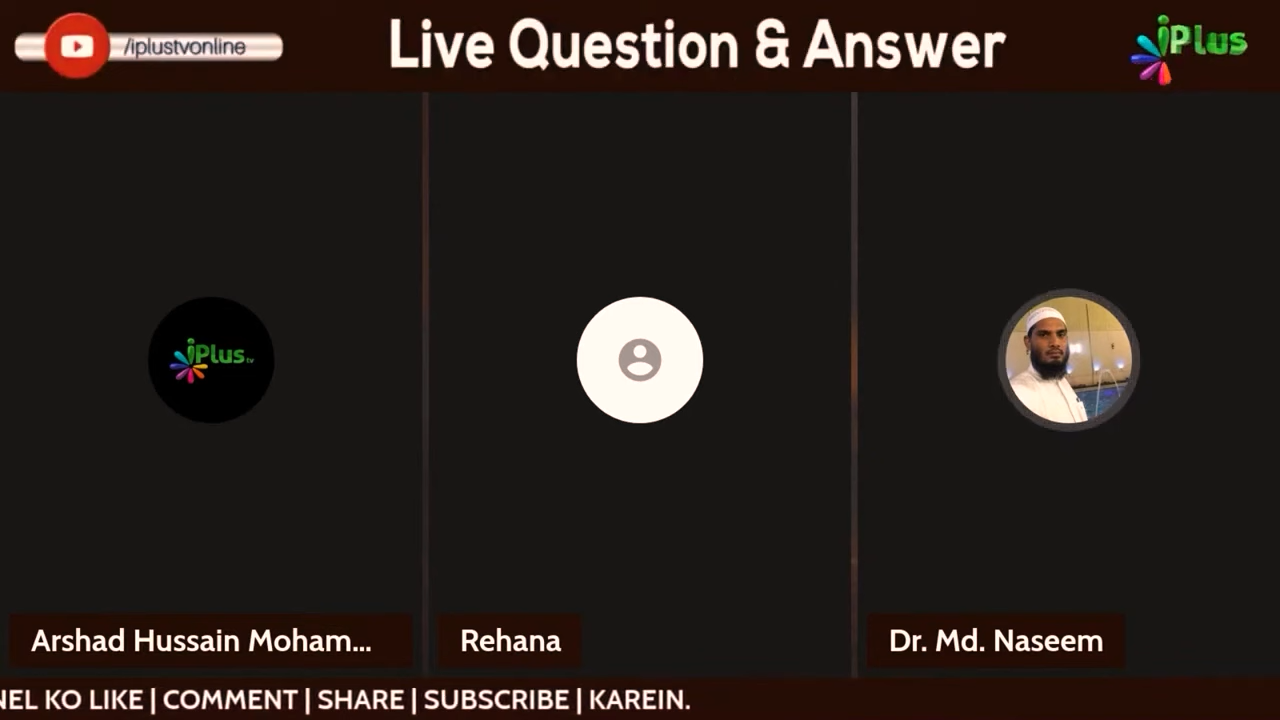 /iplustvonline
Live Question & Answer
iPlus
iPlus tv
Arshad Hussain Moham...
Rehana
Dr. Md. Naseem
NEL KO LIKE | COMMENT | SHARE | SUBSCRIBE | KAREIN.